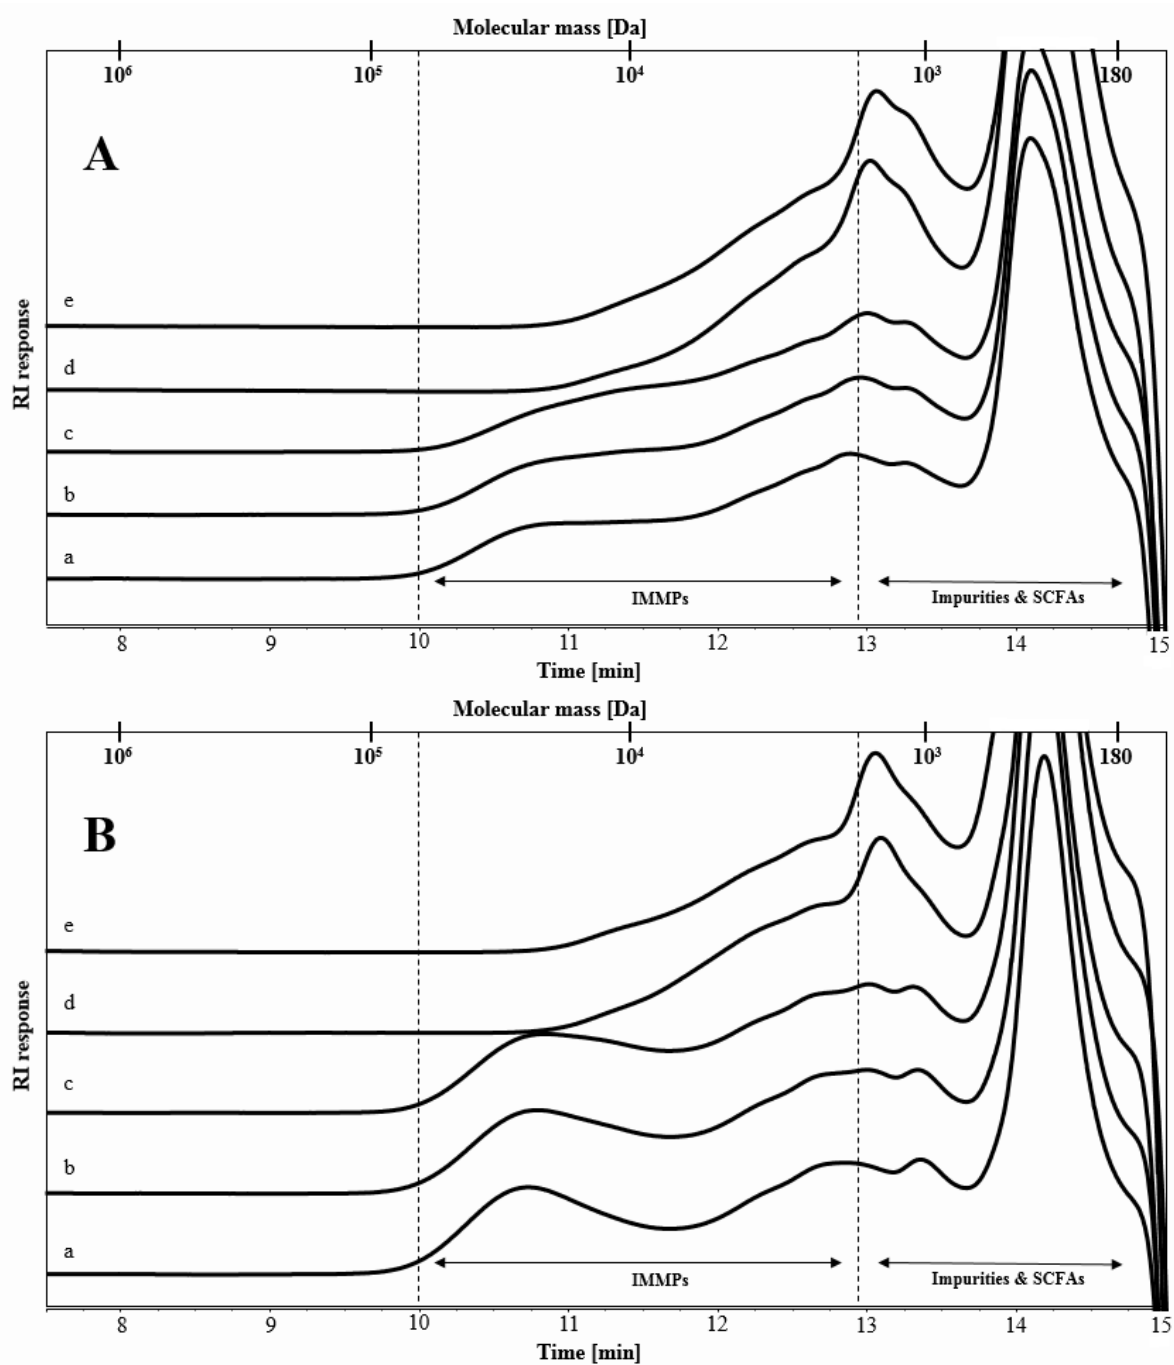 Molecular mass [Da]
10⁶ 10⁵ 10⁴ 10³ 180
A
RI response
e
d
c
b
a
IMMPs
Impurities & SCFAs
8 9 10 11 12 13 14 15
Time [min]
Molecular mass [Da]
10⁶ 10⁵ 10⁴ 10³ 180
B
RI response
e
d
c
b
a
IMMPs
Impurities & SCFAs
8 9 10 11 12 13 14 15
Time [min]